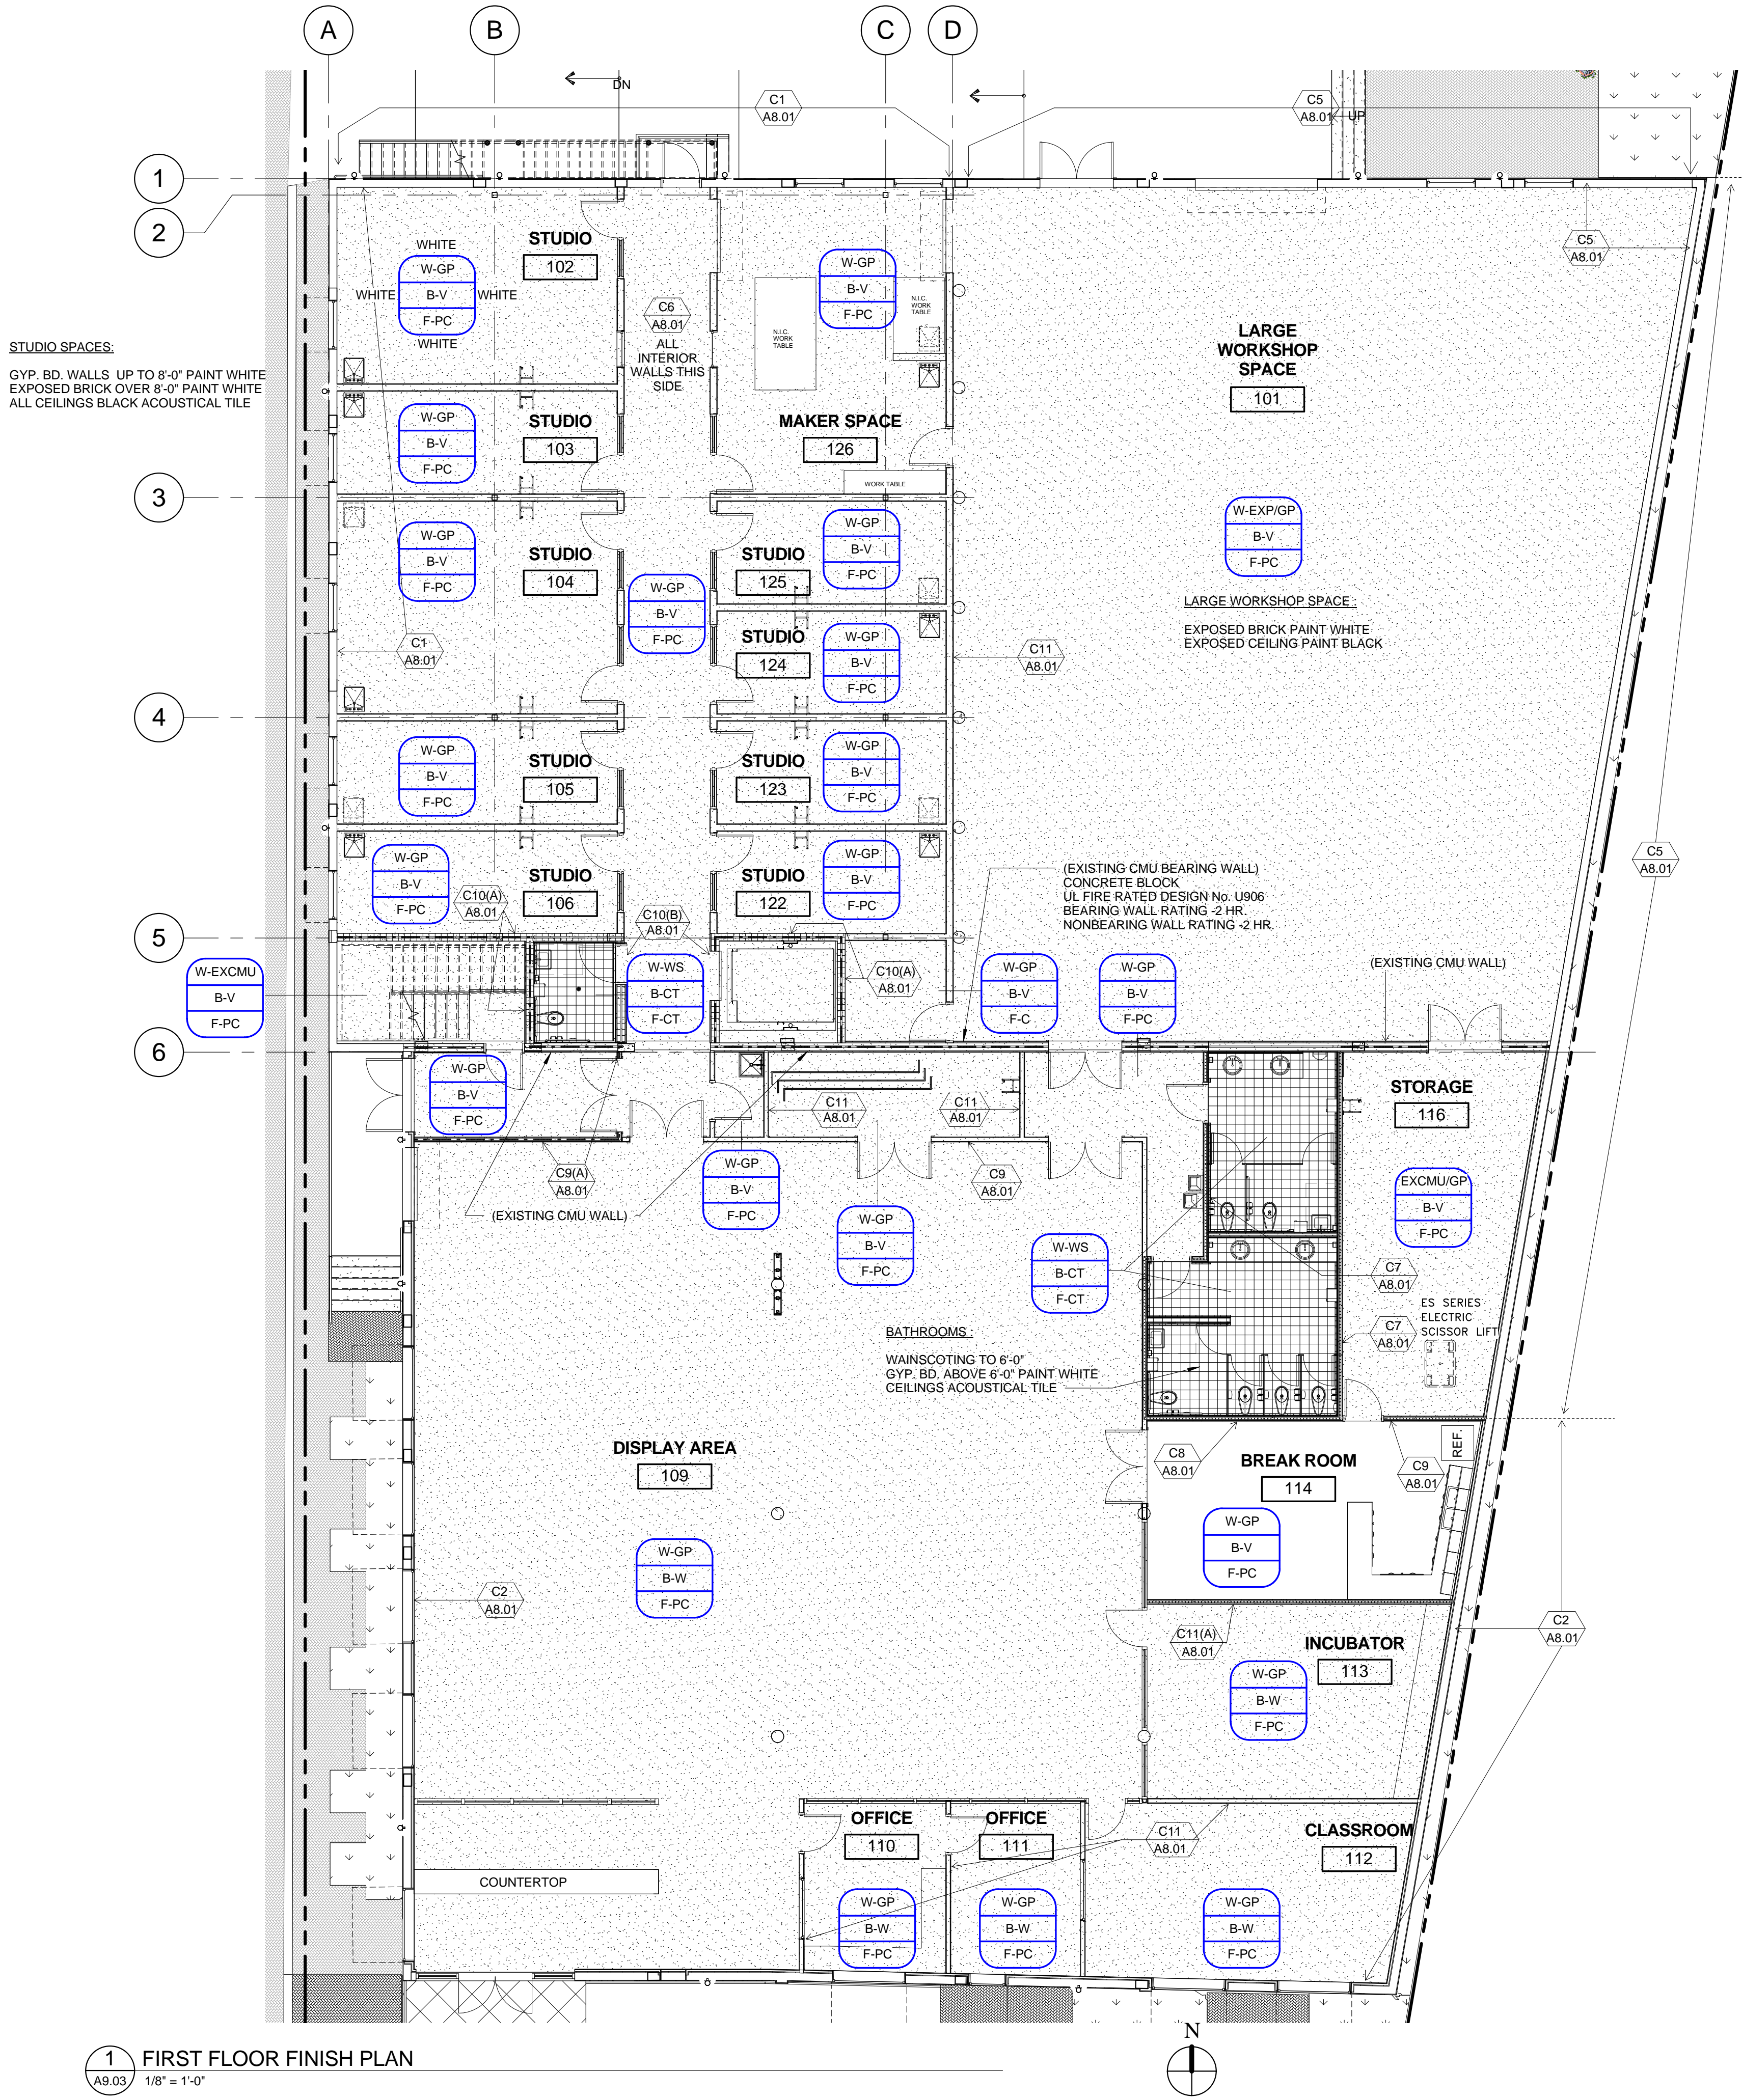 A
B
C
D
DN
C1
A8.01
C5
A8.01
UP
1
2
C5
A8.01
STUDIO
102
WHITE
W-GP
B-V
F-PC
WHITE
WHITE
WHITE
C6
A8.01
ALL
INTERIOR
WALLS THIS
SIDE
W-GP
B-V
F-PC
N.I.C.
WORK
TABLE
N.I.C.
WORK
TABLE
LARGE
WORKSHOP
SPACE
101
STUDIO SPACES:
GYP. BD. WALLS UP TO 8'-0" PAINT WHITE
EXPOSED BRICK OVER 8'-0" PAINT WHITE
ALL CEILINGS BLACK ACOUSTICAL TILE
W-GP
B-V
F-PC
STUDIO
103
MAKER SPACE
126
WORK TABLE
3
W-GP
B-V
F-PC
STUDIO
104
W-GP
B-V
F-PC
STUDIO
125
W-GP
B-V
F-PC
W-EXP/GP
B-V
F-PC
LARGE WORKSHOP SPACE :
EXPOSED BRICK PAINT WHITE
EXPOSED CEILING PAINT BLACK
C1
A8.01
STUDIO
124
W-GP
B-V
F-PC
C11
A8.01
4
W-GP
B-V
F-PC
STUDIO
105
STUDIO
123
W-GP
B-V
F-PC
C5
A8.01
W-GP
B-V
F-PC
C10(A)
A8.01
STUDIO
106
C10(B)
A8.01
STUDIO
122
W-GP
B-V
F-PC
(EXISTING CMU BEARING WALL)
CONCRETE BLOCK
UL FIRE RATED DESIGN No. U906
BEARING WALL RATING -2 HR.
NONBEARING WALL RATING -2 HR.
5
W-EXCMU
B-V
F-PC
W-WS
B-CT
F-CT
C10(A)
A8.01
W-GP
B-V
F-C
W-GP
B-V
F-PC
(EXISTING CMU WALL)
6
W-GP
B-V
F-PC
C11
A8.01
C11
A8.01
STORAGE
116
C9(A)
A8.01
(EXISTING CMU WALL)
W-GP
B-V
F-PC
C9
A8.01
W-GP
B-V
F-PC
EXCMU/GP
B-V
F-PC
W-WS
B-CT
F-CT
C7
A8.01
C7
A8.01
ES SERIES
ELECTRIC
SCISSOR LIFT
BATHROOMS :
WAINSCOTING TO 6'-0"
GYP. BD. ABOVE 6'-0" PAINT WHITE
CEILINGS ACOUSTICAL TILE
DISPLAY AREA
109
C8
A8.01
BREAK ROOM
114
C9
A8.01
REF.
W-GP
B-V
F-PC
W-GP
B-W
F-PC
C2
A8.01
C11(A)
A8.01
INCUBATOR
113
W-GP
B-W
F-PC
C2
A8.01
OFFICE
110
OFFICE
111
C11
A8.01
CLASSROOM
112
COUNTERTOP
W-GP
B-W
F-PC
W-GP
B-W
F-PC
W-GP
B-W
F-PC
N
1
A9.03
FIRST FLOOR FINISH PLAN
1/8" = 1'-0"